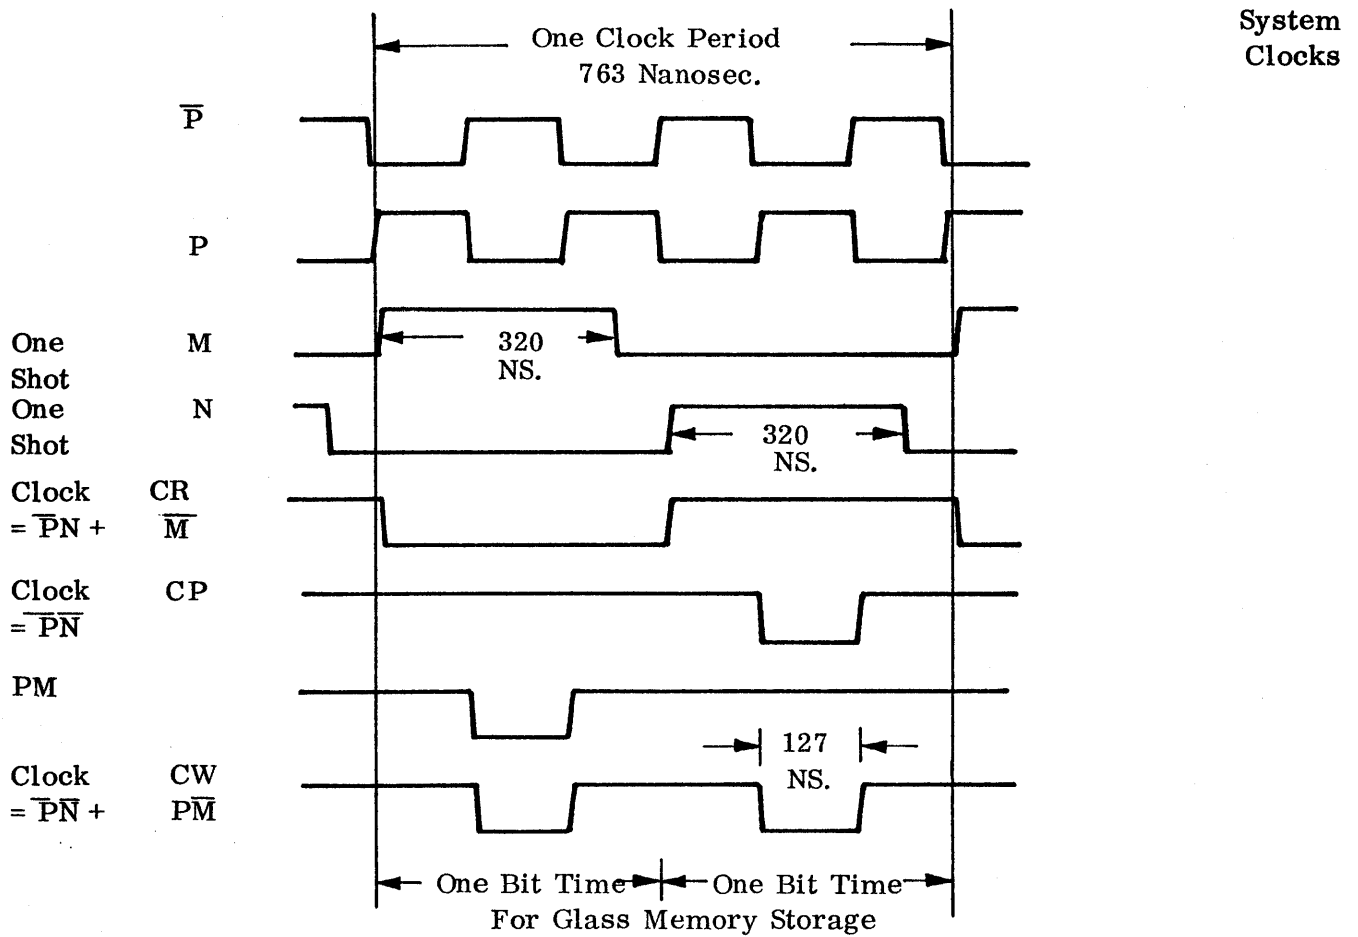 System
Clocks
One Clock Period
763 Nanosec.
P̅
P
One
Shot
M
320
NS.
One
Shot
N
320
NS.
Clock CR
= P̅N + M̅
Clock CP
= P̅N̅
PM
127
NS.
Clock CW
= P̅N̅ + PM̅
One Bit Time One Bit Time
For Glass Memory Storage